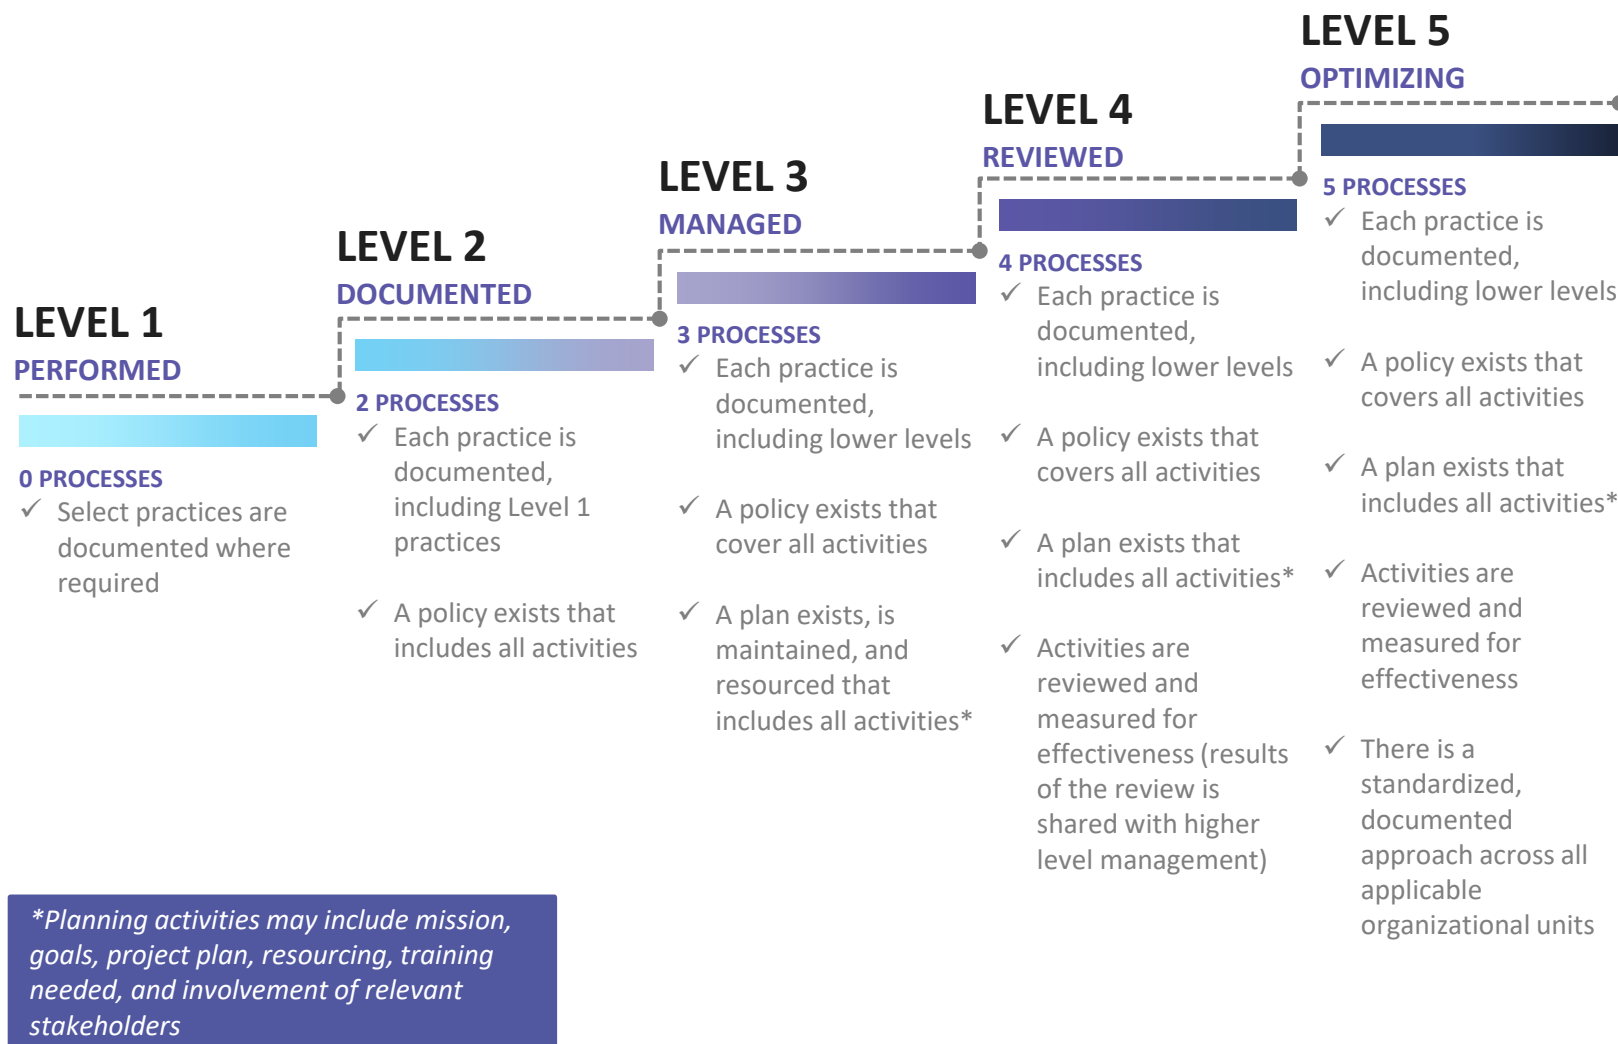 LEVEL 1
PERFORMED
0 PROCESSES
✓ Select practices are
documented where
required
LEVEL 2
DOCUMENTED
2 PROCESSES
✓ Each practice is
documented,
including Level 1
practices
✓ A policy exists that
includes all activities
LEVEL 3
MANAGED
3 PROCESSES
✓ Each practice is
documented,
including lower levels
✓ A policy exists that
cover all activities
✓ A plan exists, is
maintained, and
resourced that
includes all activities*
LEVEL 4
REVIEWED
4 PROCESSES
✓ Each practice is
documented,
including lower levels
✓ A policy exists that
covers all activities
✓ A plan exists that
includes all activities*
✓ Activities are
reviewed and
measured for
effectiveness (results
of the review is
shared with higher
level management)
LEVEL 5
OPTIMIZING
5 PROCESSES
✓ Each practice is
documented,
including lower levels
✓ A policy exists that
covers all activities
✓ A plan exists that
includes all activities*
✓ Activities are
reviewed and
measured for
effectiveness
✓ There is a
standardized,
documented
approach across all
applicable
organizational units
*Planning activities may include mission,
goals, project plan, resourcing, training
needed, and involvement of relevant
stakeholders